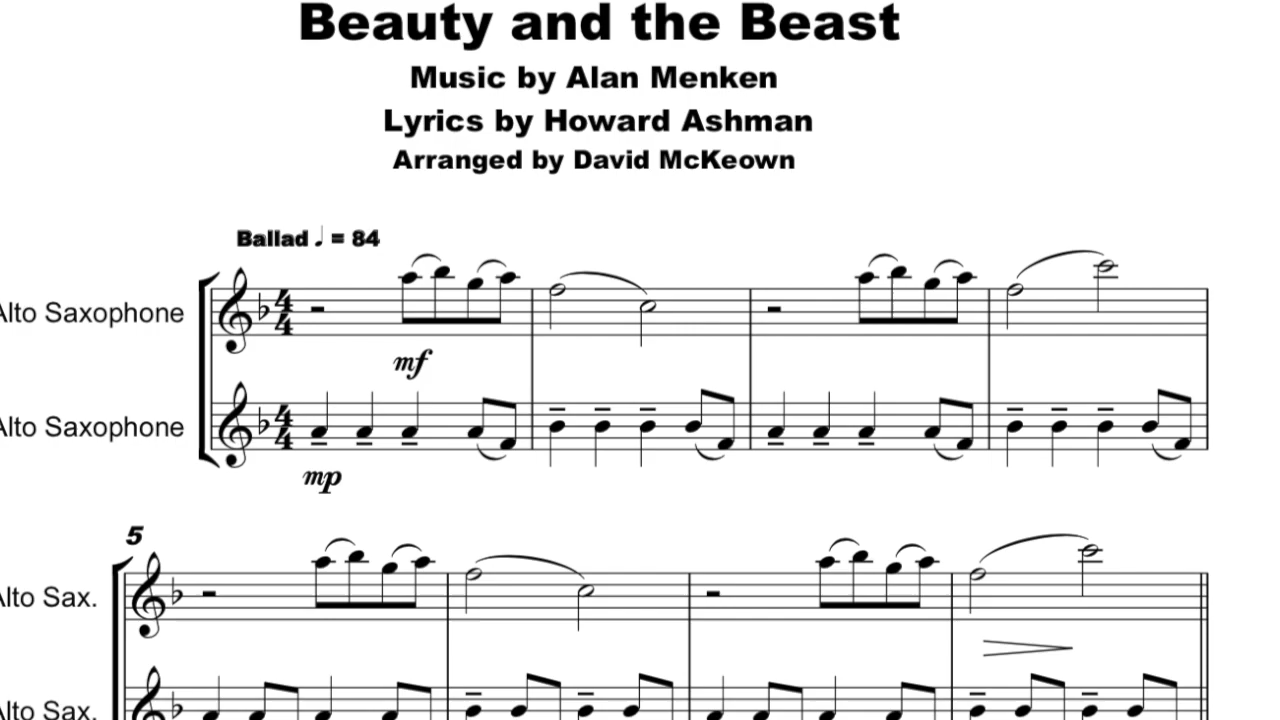 Beauty and the Beast
Music by Alan Menken
Lyrics by Howard Ashman
Arranged by David McKeown
Ballad ♩ = 84
Alto Saxophone
mf
Alto Saxophone
mp
5
Alto Sax.
Alto Sax.